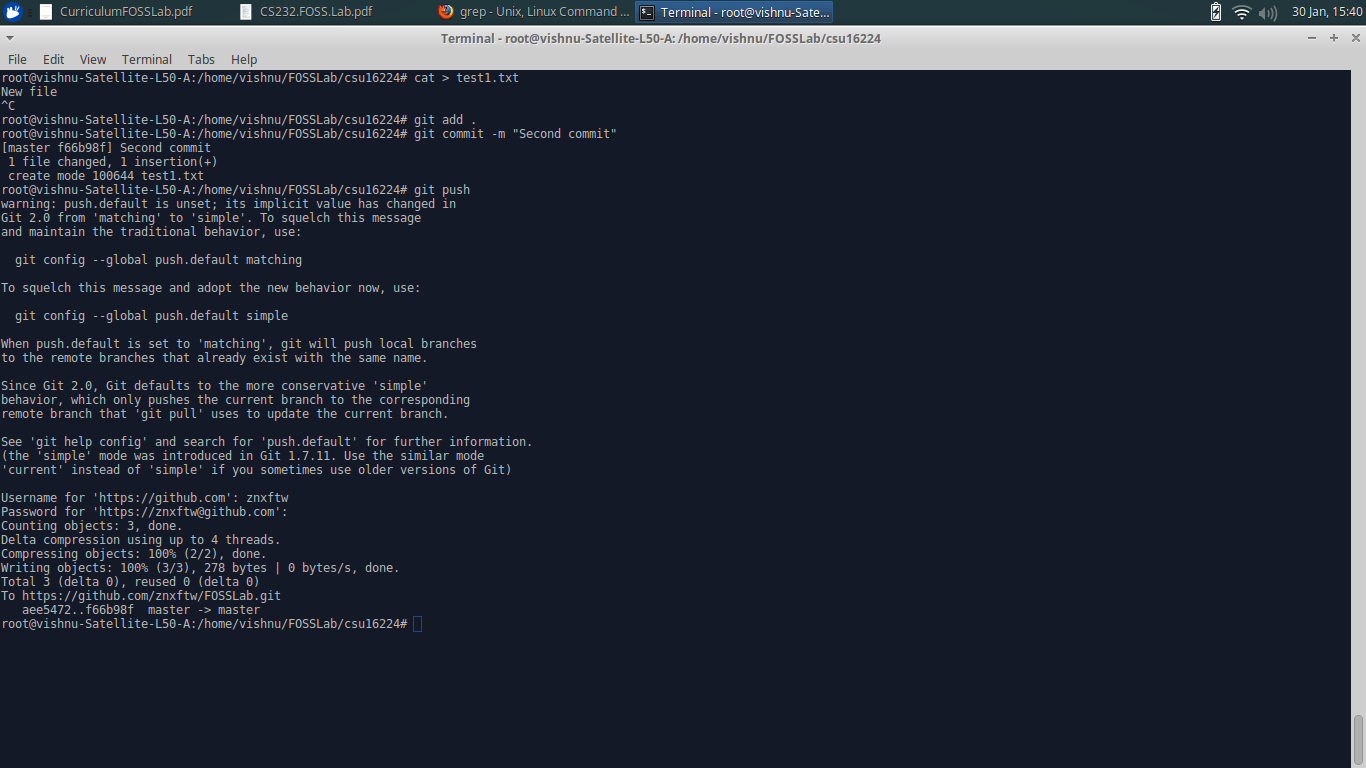 CurriculumFOSSLab.pdf
CS232.FOSS.Lab.pdf
grep - Unix, Linux Command ...
Terminal - root@vishnu-Sate...
30 Jan, 15:40
Terminal - root@vishnu-Satellite-L50-A: /home/vishnu/FOSSLab/csu16224
File Edit View Terminal Tabs Help
root@vishnu-Satellite-L50-A:/home/vishnu/FOSSLab/csu16224# cat > test1.txt
New file
^C
root@vishnu-Satellite-L50-A:/home/vishnu/FOSSLab/csu16224# git add .
root@vishnu-Satellite-L50-A:/home/vishnu/FOSSLab/csu16224# git commit -m "Second commit"
[master f66b98f] Second commit
 1 file changed, 1 insertion(+)
 create mode 100644 test1.txt
root@vishnu-Satellite-L50-A:/home/vishnu/FOSSLab/csu16224# git push
warning: push.default is unset; its implicit value has changed in
Git 2.0 from 'matching' to 'simple'. To squelch this message
and maintain the traditional behavior, use:

  git config --global push.default matching

To squelch this message and adopt the new behavior now, use:

  git config --global push.default simple

When push.default is set to 'matching', git will push local branches
to the remote branches that already exist with the same name.

Since Git 2.0, Git defaults to the more conservative 'simple'
behavior, which only pushes the current branch to the corresponding
remote branch that 'git pull' uses to update the current branch.

See 'git help config' and search for 'push.default' for further information.
(the 'simple' mode was introduced in Git 1.7.11. Use the similar mode
'current' instead of 'simple' if you sometimes use older versions of Git)

Username for 'https://github.com': znxftw
Password for 'https://znxftw@github.com':
Counting objects: 3, done.
Delta compression using up to 4 threads.
Compressing objects: 100% (2/2), done.
Writing objects: 100% (3/3), 278 bytes | 0 bytes/s, done.
Total 3 (delta 0), reused 0 (delta 0)
To https://github.com/znxftw/FOSSLab.git
   aee5472..f66b98f  master -> master
root@vishnu-Satellite-L50-A:/home/vishnu/FOSSLab/csu16224#